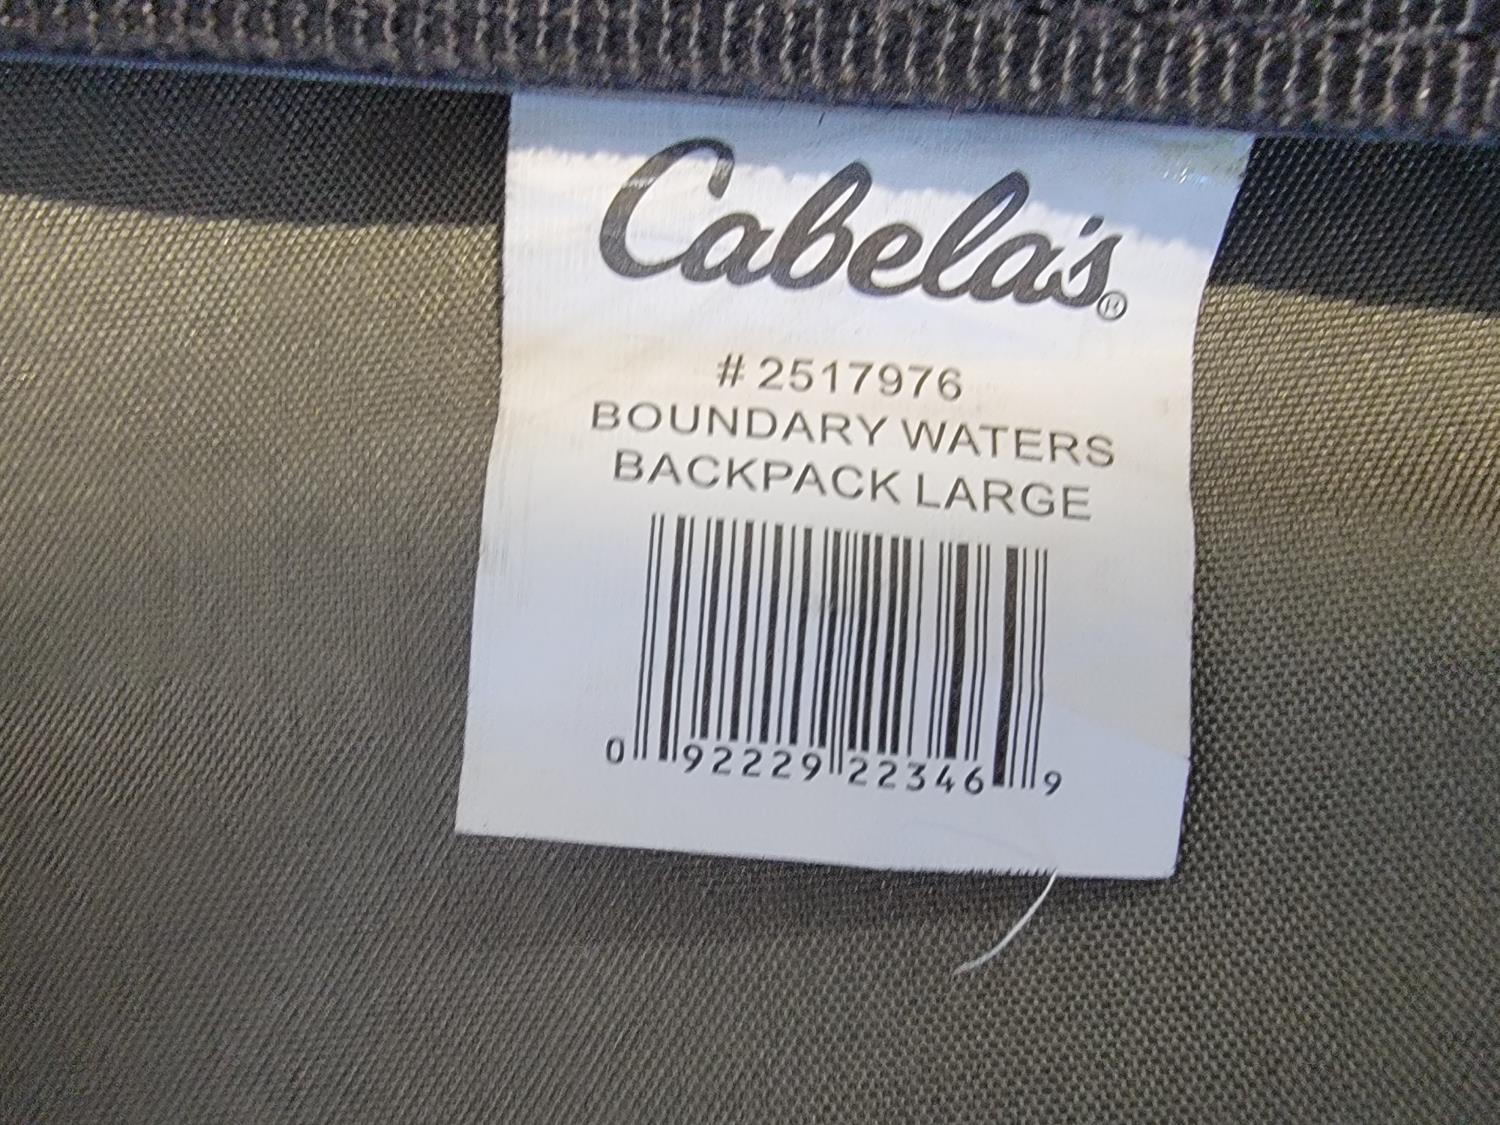 Cabela's®
# 2517976
BOUNDARY WATERS
BACKPACK LARGE
0 92229 22346 9